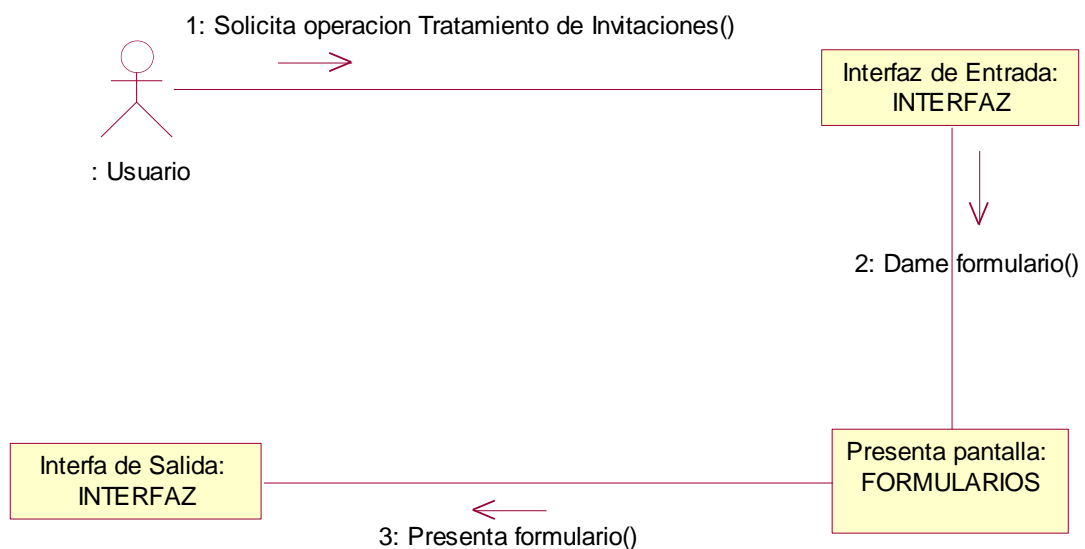 1: Solicita operacion Tratamiento de Invitaciones()
Interfaz de Entrada:
INTERFAZ
: Usuario
2: Dame formulario()
Interfa de Salida:
INTERFAZ
Presenta pantalla:
FORMULARIOS
3: Presenta formulario()